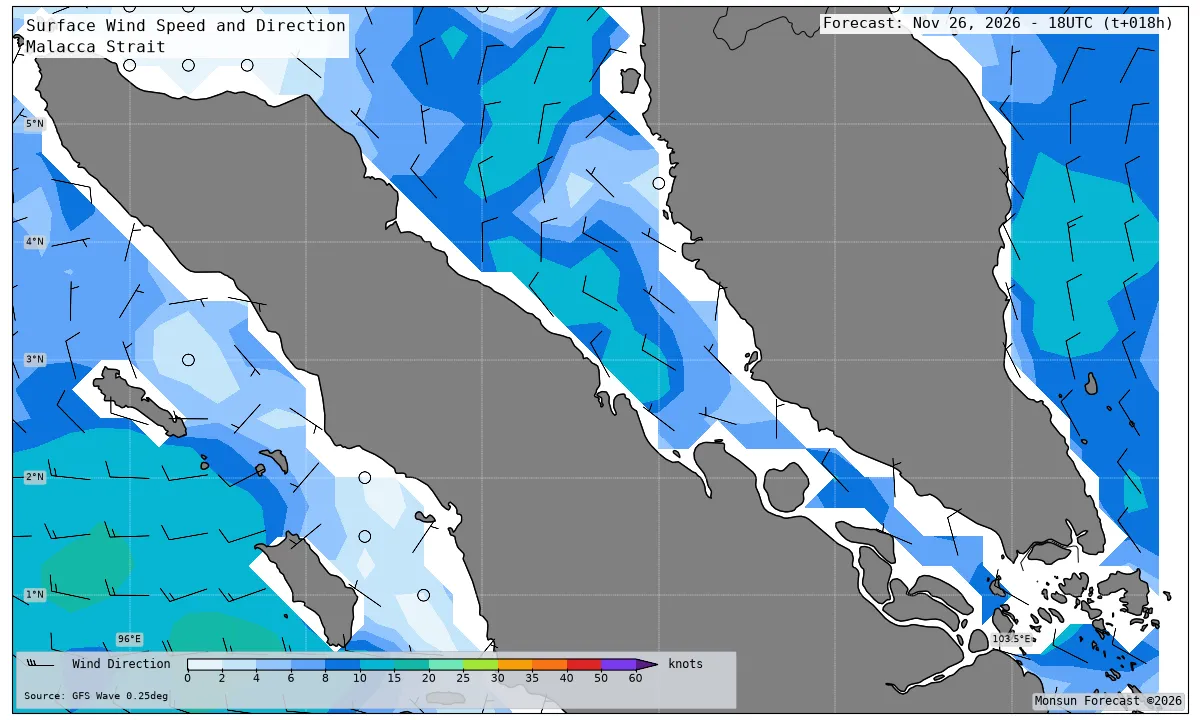 Surface Wind Speed and Direction
Malacca Strait
Forecast: Nov 26, 2026 - 18UTC (t+018h)
5°N
4°N
3°N
2°N
1°N
96°E
103.5°E
Wind Direction
knots
0 2 4 6 8 10 15 20 25 30 35 40 50 60
Source: GFS Wave 0.25deg
Monsun Forecast ©2026